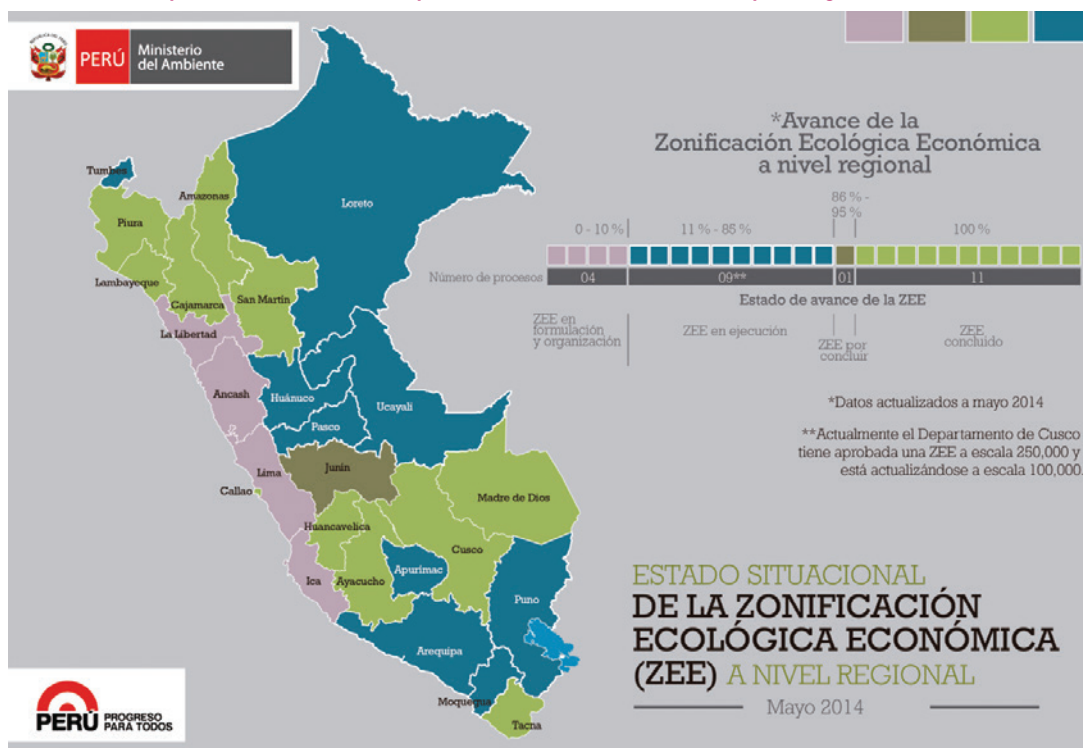 PERÚ
Ministerio
del Ambiente
*Avance de la
Zonificación Ecológica Económica
a nivel regional
0 - 10 %
11 % - 85 %
86 % -
95 %
100 %
Número de procesos
04
09**
01
11
Estado de avance de la ZEE
ZEE en
formulación
y organización
ZEE en ejecución
ZEE por
concluir
ZEE
concluido
*Datos actualizados a mayo 2014
**Actualmente el Departamento de Cusco
tiene aprobada una ZEE a escala 250,000 y
está actualizándose a escala 100,000.
Tumbes
Amazonas
Loreto
Piura
Lambayeque
Cajamarca
San Martín
La Libertad
Ancash
Huánuco
Ucayali
Pasco
Lima
Junín
Callao
Madre de Dios
Huancavelica
Cusco
Ica
Ayacucho
Apurímac
Puno
Arequipa
Moquegua
Tacna
ESTADO SITUACIONAL
DE LA ZONIFICACIÓN
ECOLÓGICA ECONÓMICA
(ZEE) A NIVEL REGIONAL
Mayo 2014
PERÚ PROGRESO
PARA TODOS